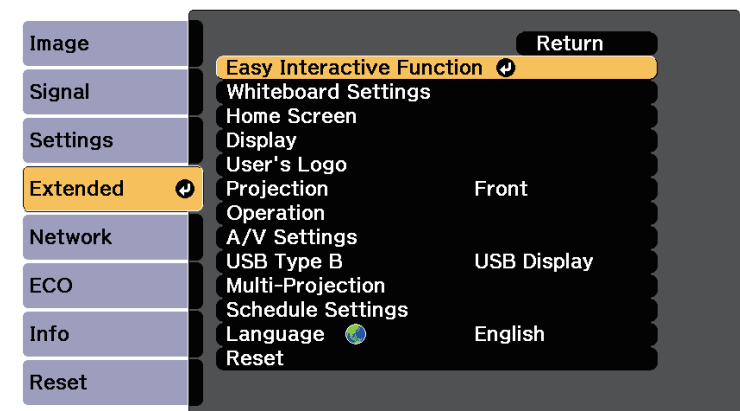 Image
Signal
Settings
Extended
Network
ECO
Info
Reset
Return
Easy Interactive Function
Whiteboard Settings
Home Screen
Display
User's Logo
Projection Front
Operation
A/V Settings
USB Type B USB Display
Multi-Projection
Schedule Settings
Language English
Reset